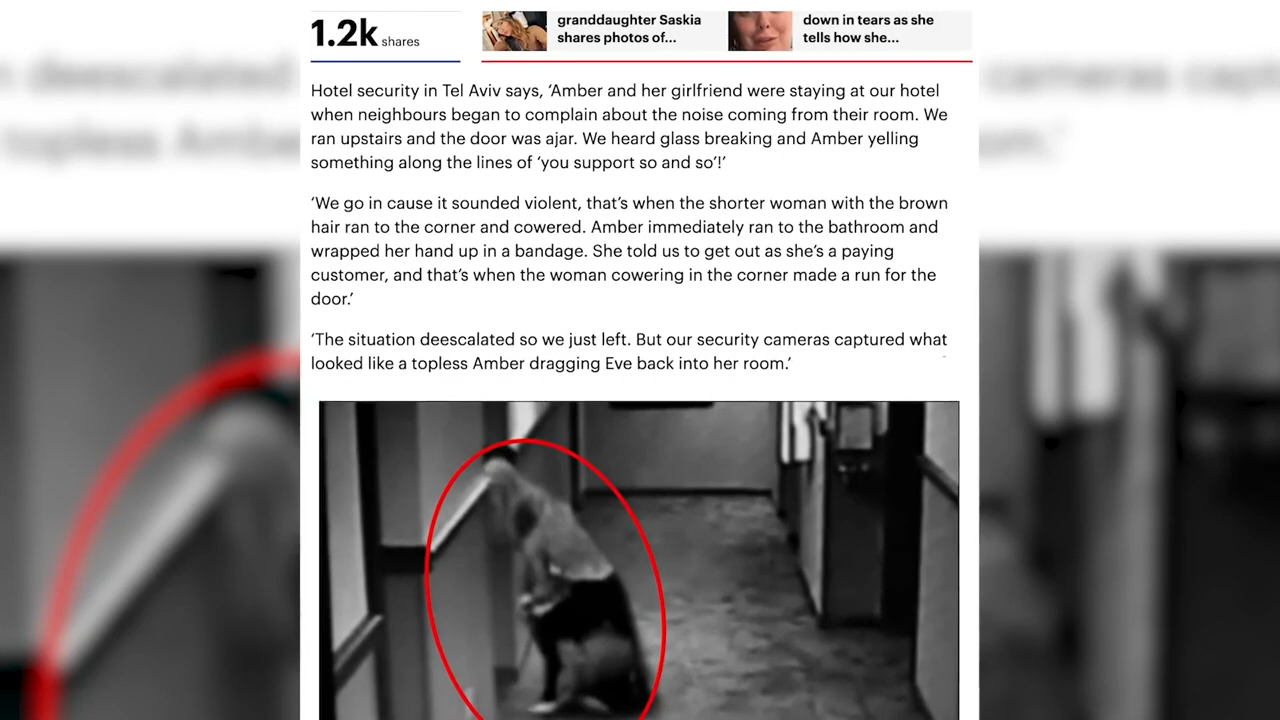 1.2k shares
granddaughter Saskia
shares photos of...
down in tears as she
tells how she...
Hotel security in Tel Aviv says, ‘Amber and her girlfriend were staying at our hotel
when neighbours began to complain about the noise coming from their room. We
ran upstairs and the door was ajar. We heard glass breaking and Amber yelling
something along the lines of ‘you support so and so’!’
‘We go in cause it sounded violent, that’s when the shorter woman with the brown
hair ran to the corner and cowered. Amber immediately ran to the bathroom and
wrapped her hand up in a bandage. She told us to get out as she’s a paying
customer, and that’s when the woman cowering in the corner made a run for the
door.’
‘The situation deescalated so we just left. But our security cameras captured what
looked like a topless Amber dragging Eve back into her room.’
deescalated
cameras capt
topless Ambe
om.’